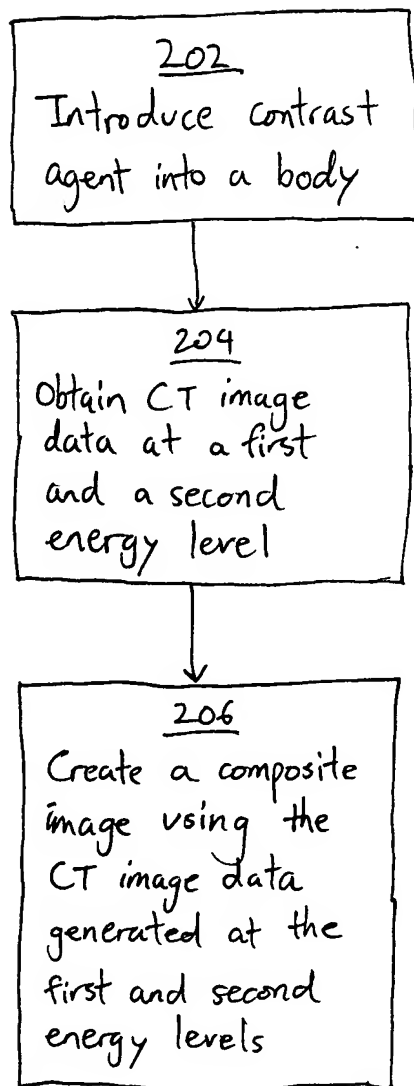 202
Introduce contrast
agent into a body
204
Obtain CT image
data at a first
and a second
energy level
206
Create a composite
image using the
CT image data
generated at the
first and second
energy levels